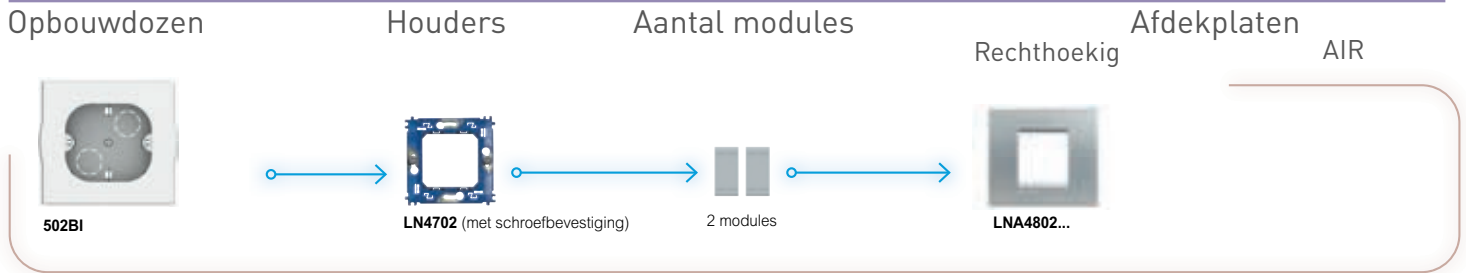 Opbouwdozen Houders Aantal modules Afdekplaten
Rechthoekig AIR
502BI LN4702 (met schroefbevestiging) 2 modules LNA4802...